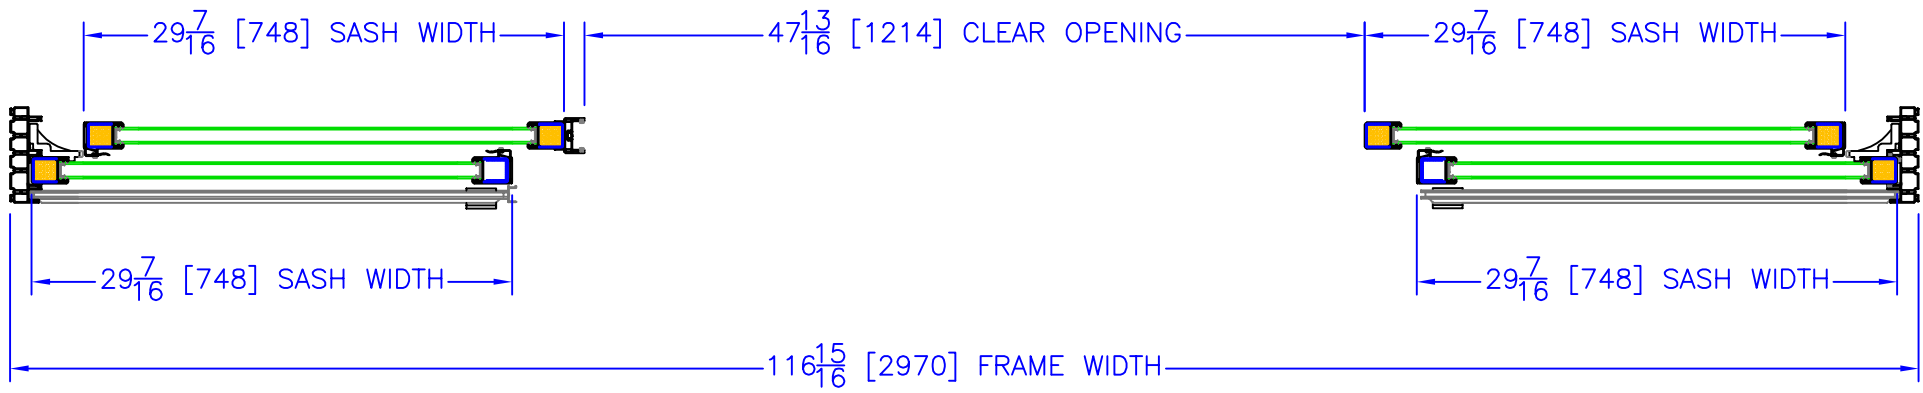 29 7/16 [748] SASH WIDTH
47 13/16 [1214] CLEAR OPENING
29 7/16 [748] SASH WIDTH
29 7/16 [748] SASH WIDTH
29 7/16 [748] SASH WIDTH
116 15/16 [2970] FRAME WIDTH